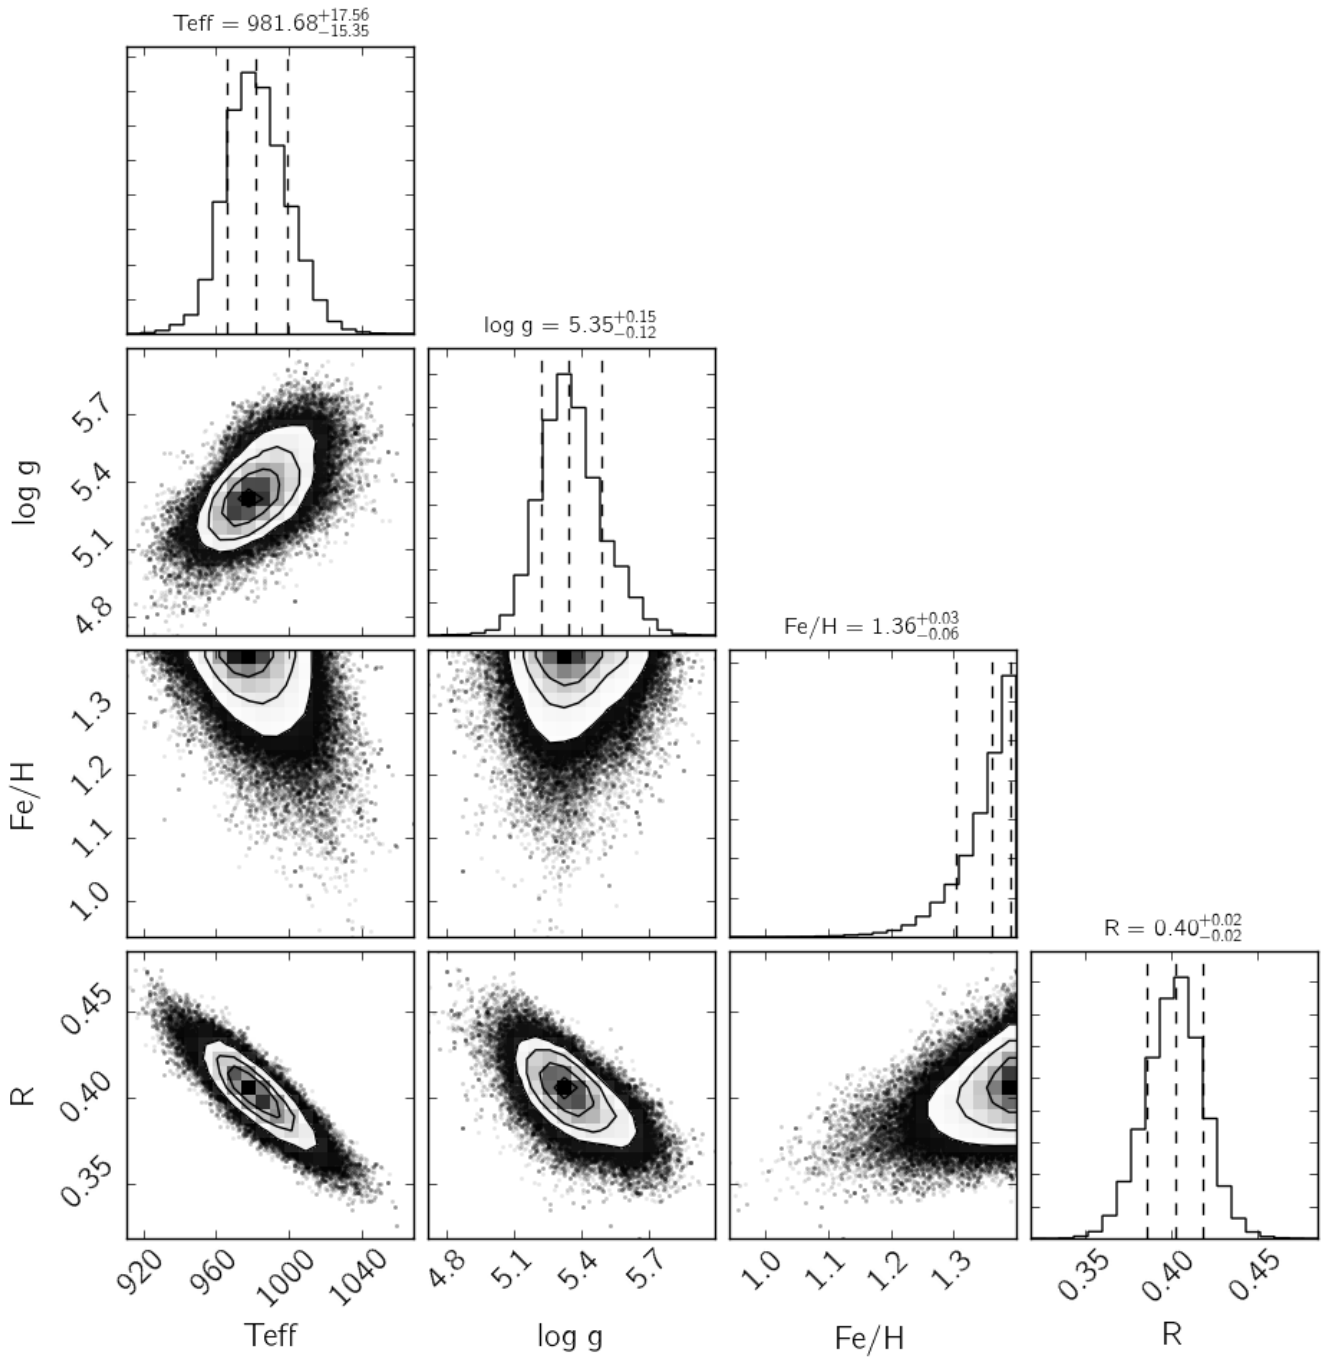 Teff = 981.68+17.56−15.35
log g = 5.35+0.15−0.12
5.7
5.4
5.1
4.8
log g
Fe/H = 1.36+0.03−0.06
1.3
1.2
1.1
1.0
Fe/H
R = 0.40+0.02−0.02
0.45
0.40
0.35
R
920 960 1000 1040 4.8 5.1 5.4 5.7 1.0 1.1 1.2 1.3 0.35 0.40 0.45
Teff log g Fe/H R